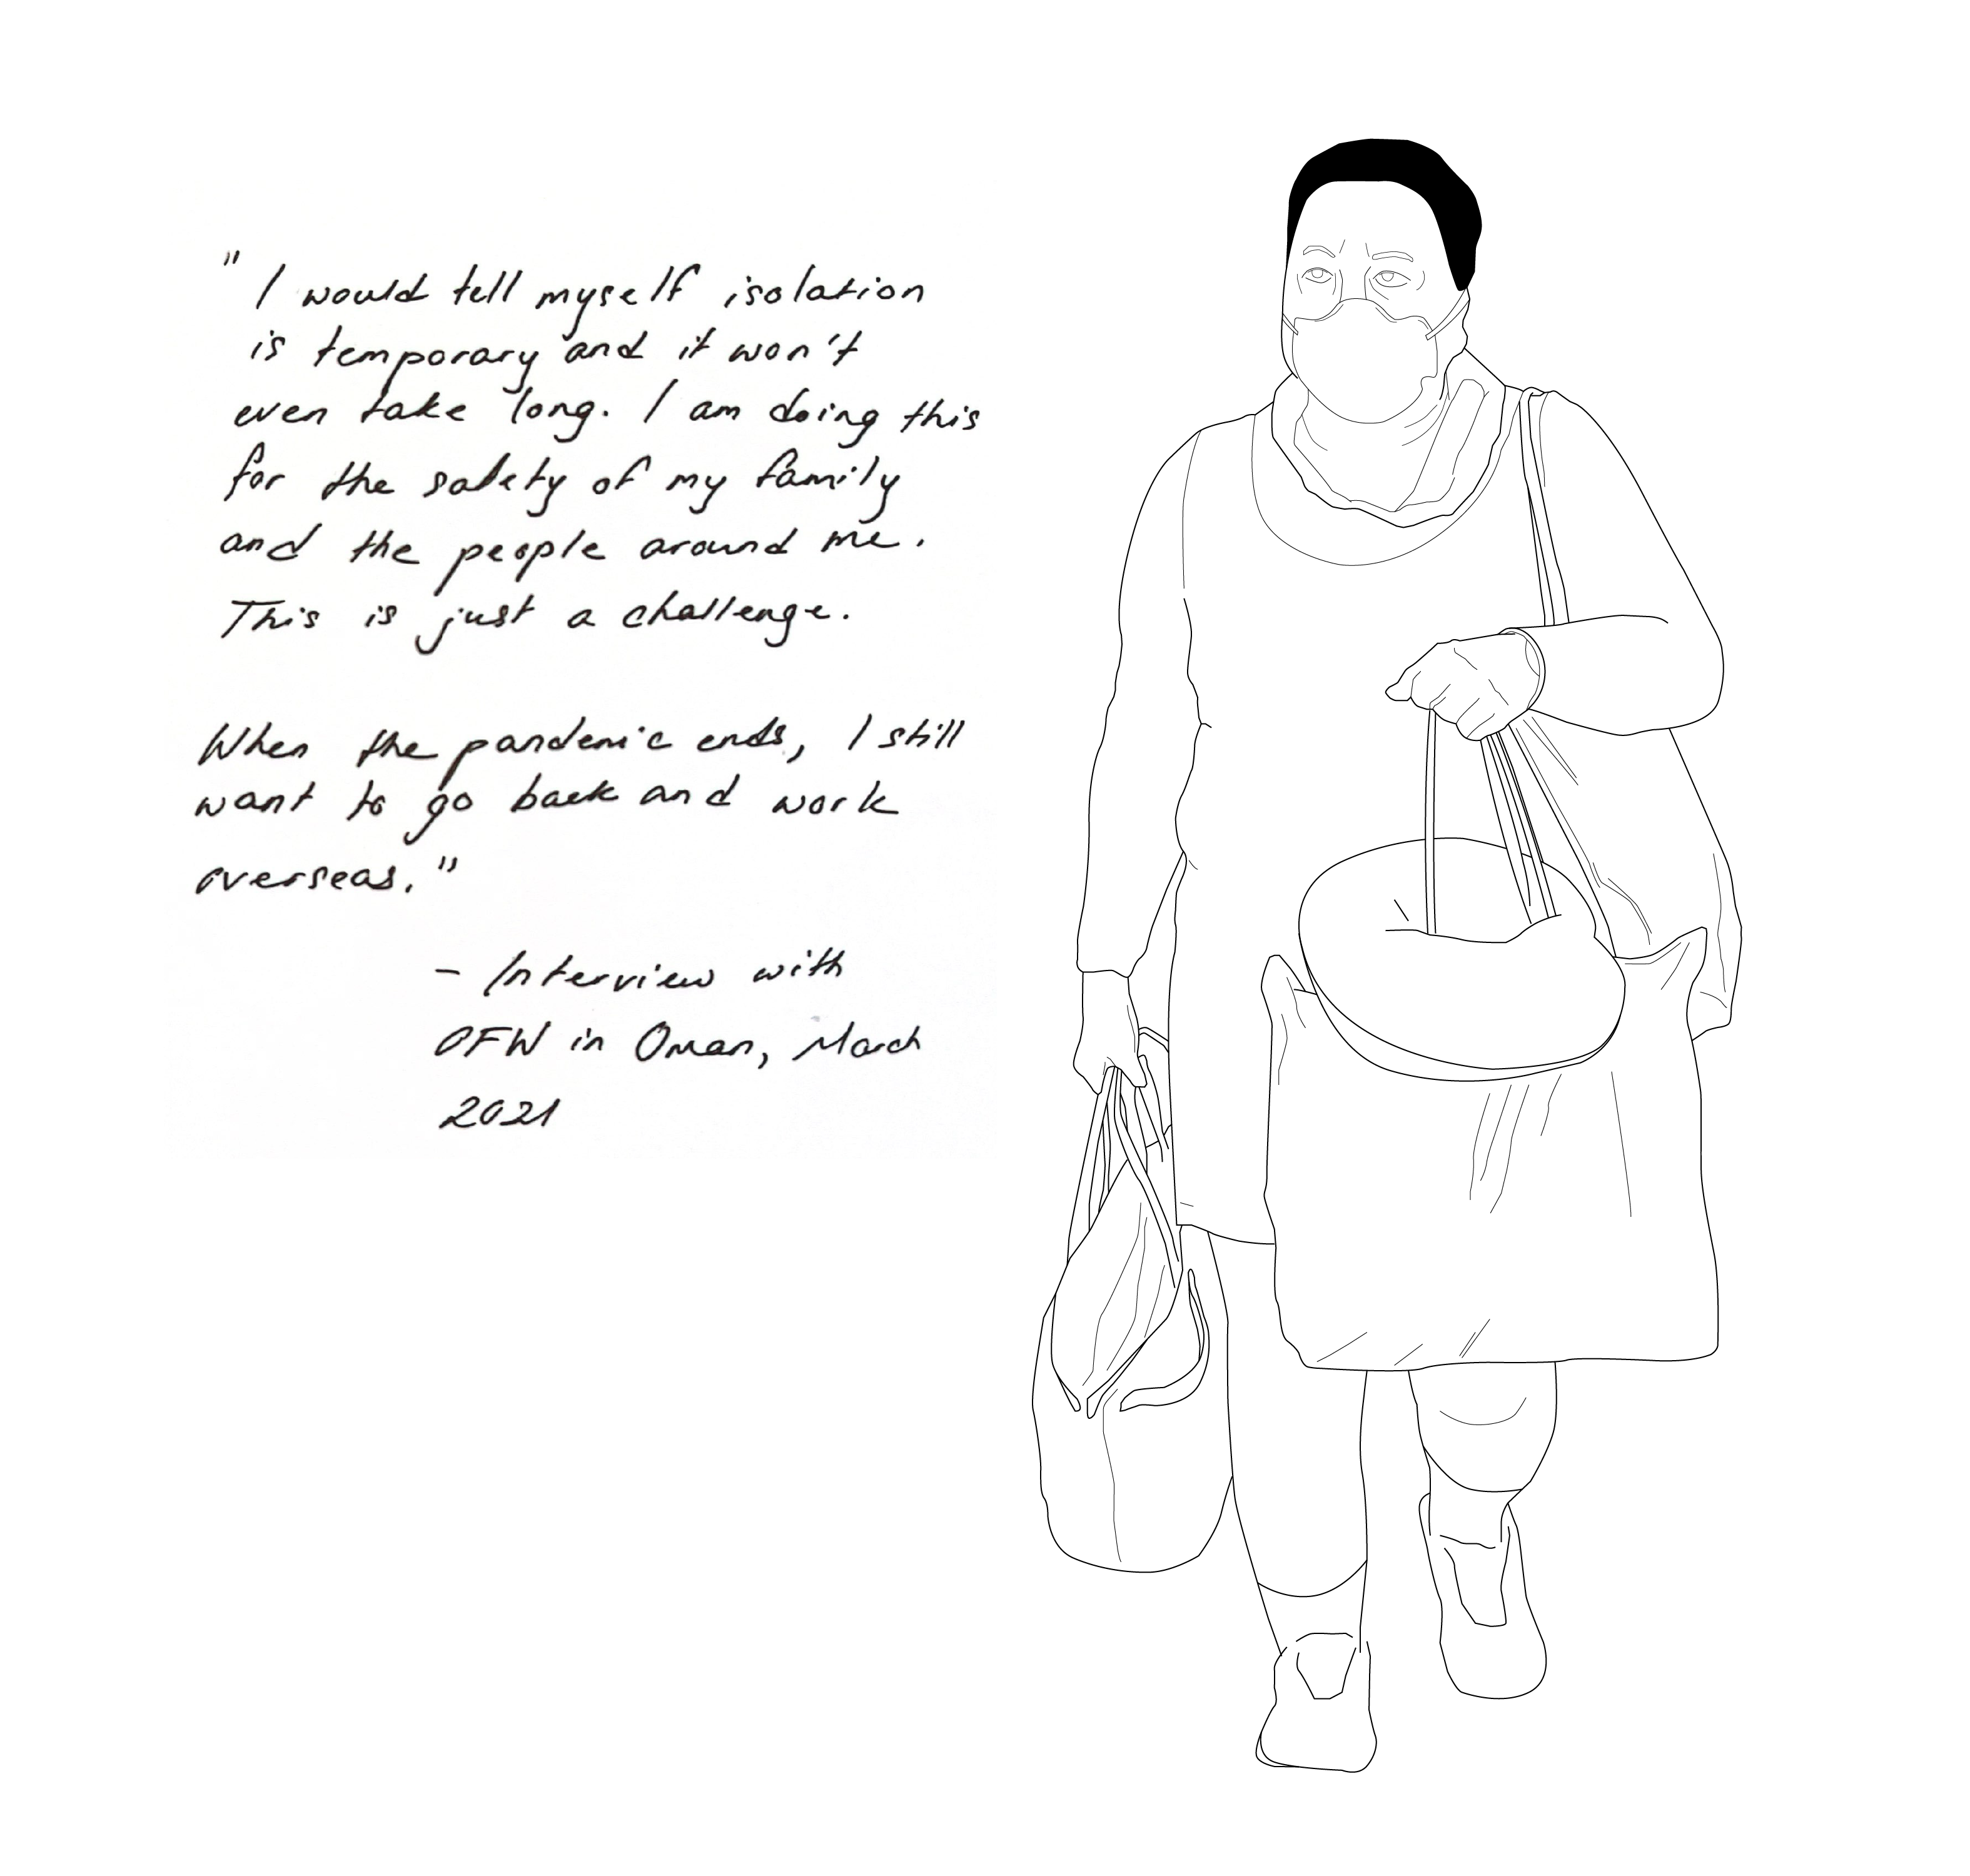 "I would tell myself isolation
is temporary and it won't
even take long. I am doing this
for the safety of my family
and the people around me.
This is just a challenge.
When the pandemic ends, I still
want to go back and work
overseas."
- Interview with
OFW in Oman, March
2021